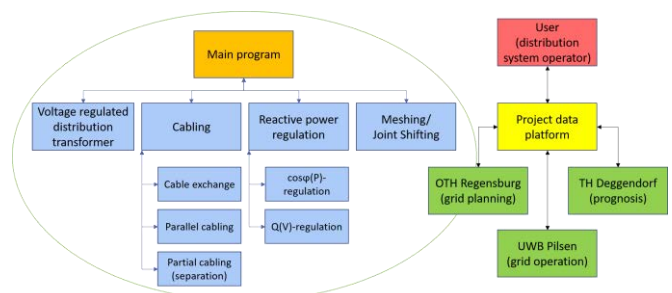 Main program
Voltage regulated
distribution
transformer
Cabling
Reactive power
regulation
Meshing/
Joint Shifting
Cable exchange
Parallel cabling
Partial cabling
(separation)
cosφ(P)-
regulation
Q(V)-regulation
User
(distribution
system operator)
Project data
platform
OTH Regensburg
(grid planning)
TH Deggendorf
(prognosis)
UWB Pilsen
(grid operation)